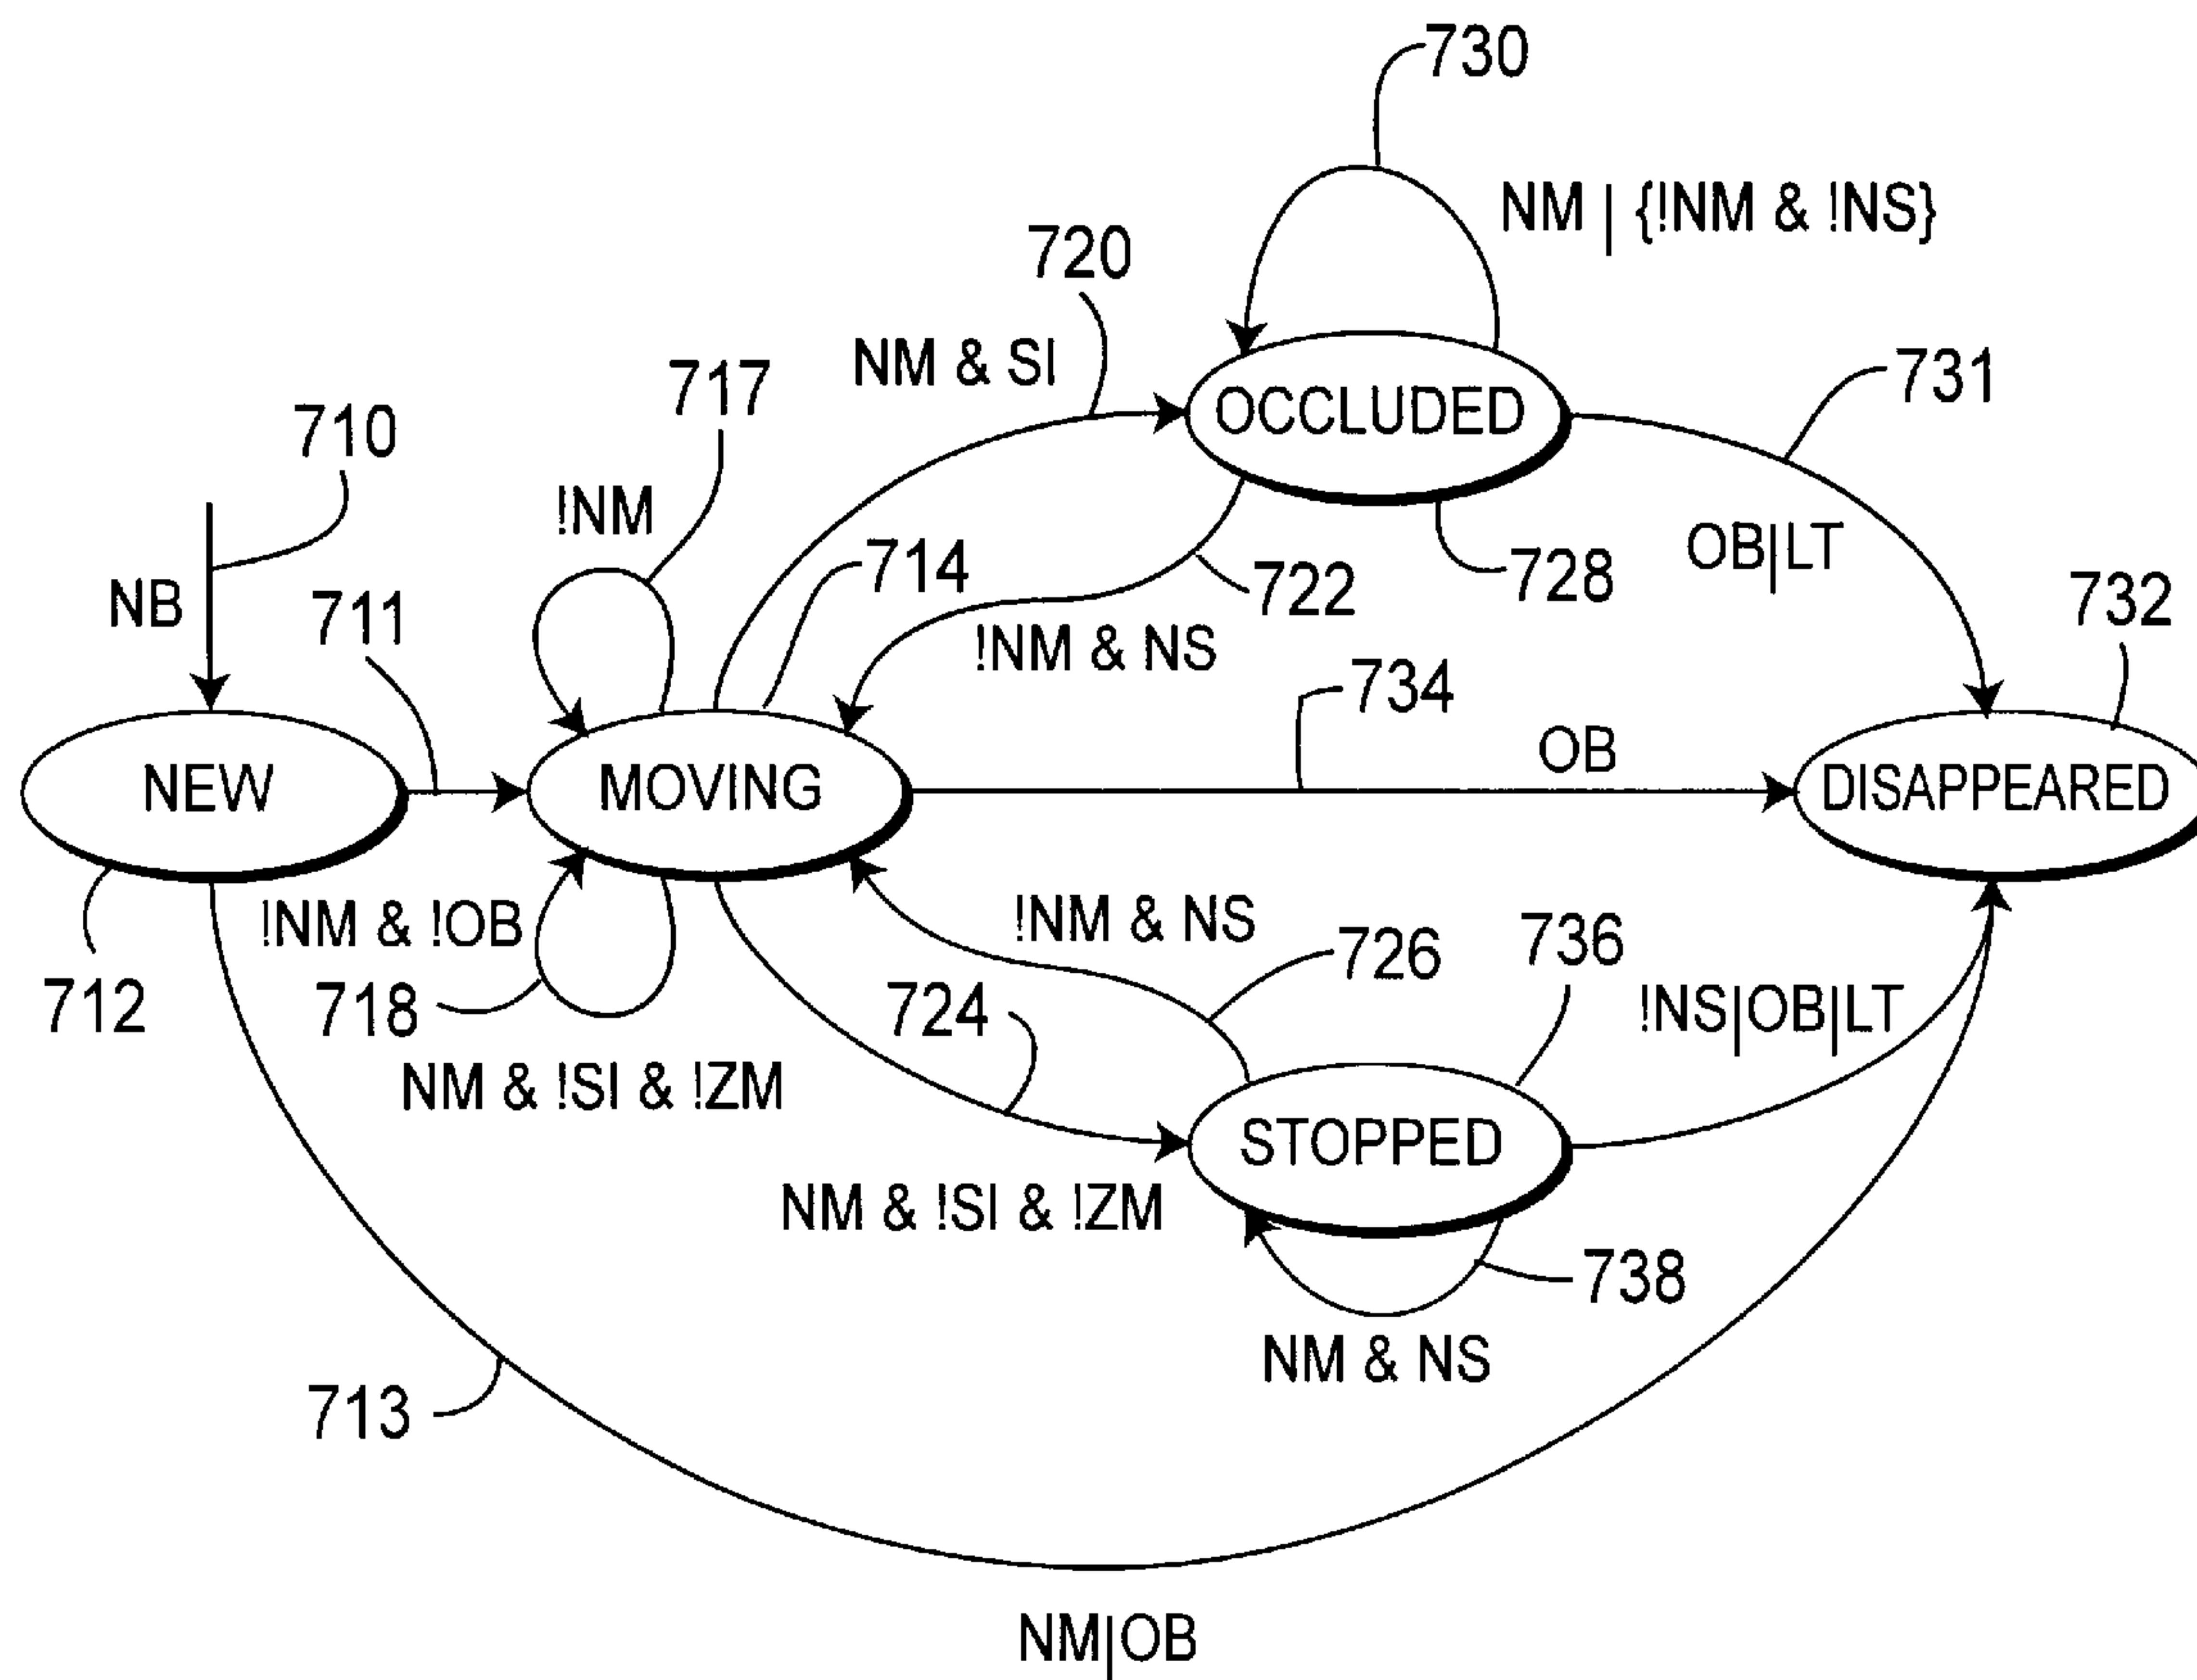 730
NM | {!NM & !NS}
720
NM & SI
717
731
710
OCCLUDED
!NM
714
OB|LT
728
722
732
NB
711
!NM & NS
734
OB
NEW
MOVING
DISAPPEARED
!NM & !OB
!NM & NS
736
726
712
718
724
!NS|OB|LT
NM & !SI & !ZM
STOPPED
NM & !SI & !ZM
738
NM & NS
713
NM|OB